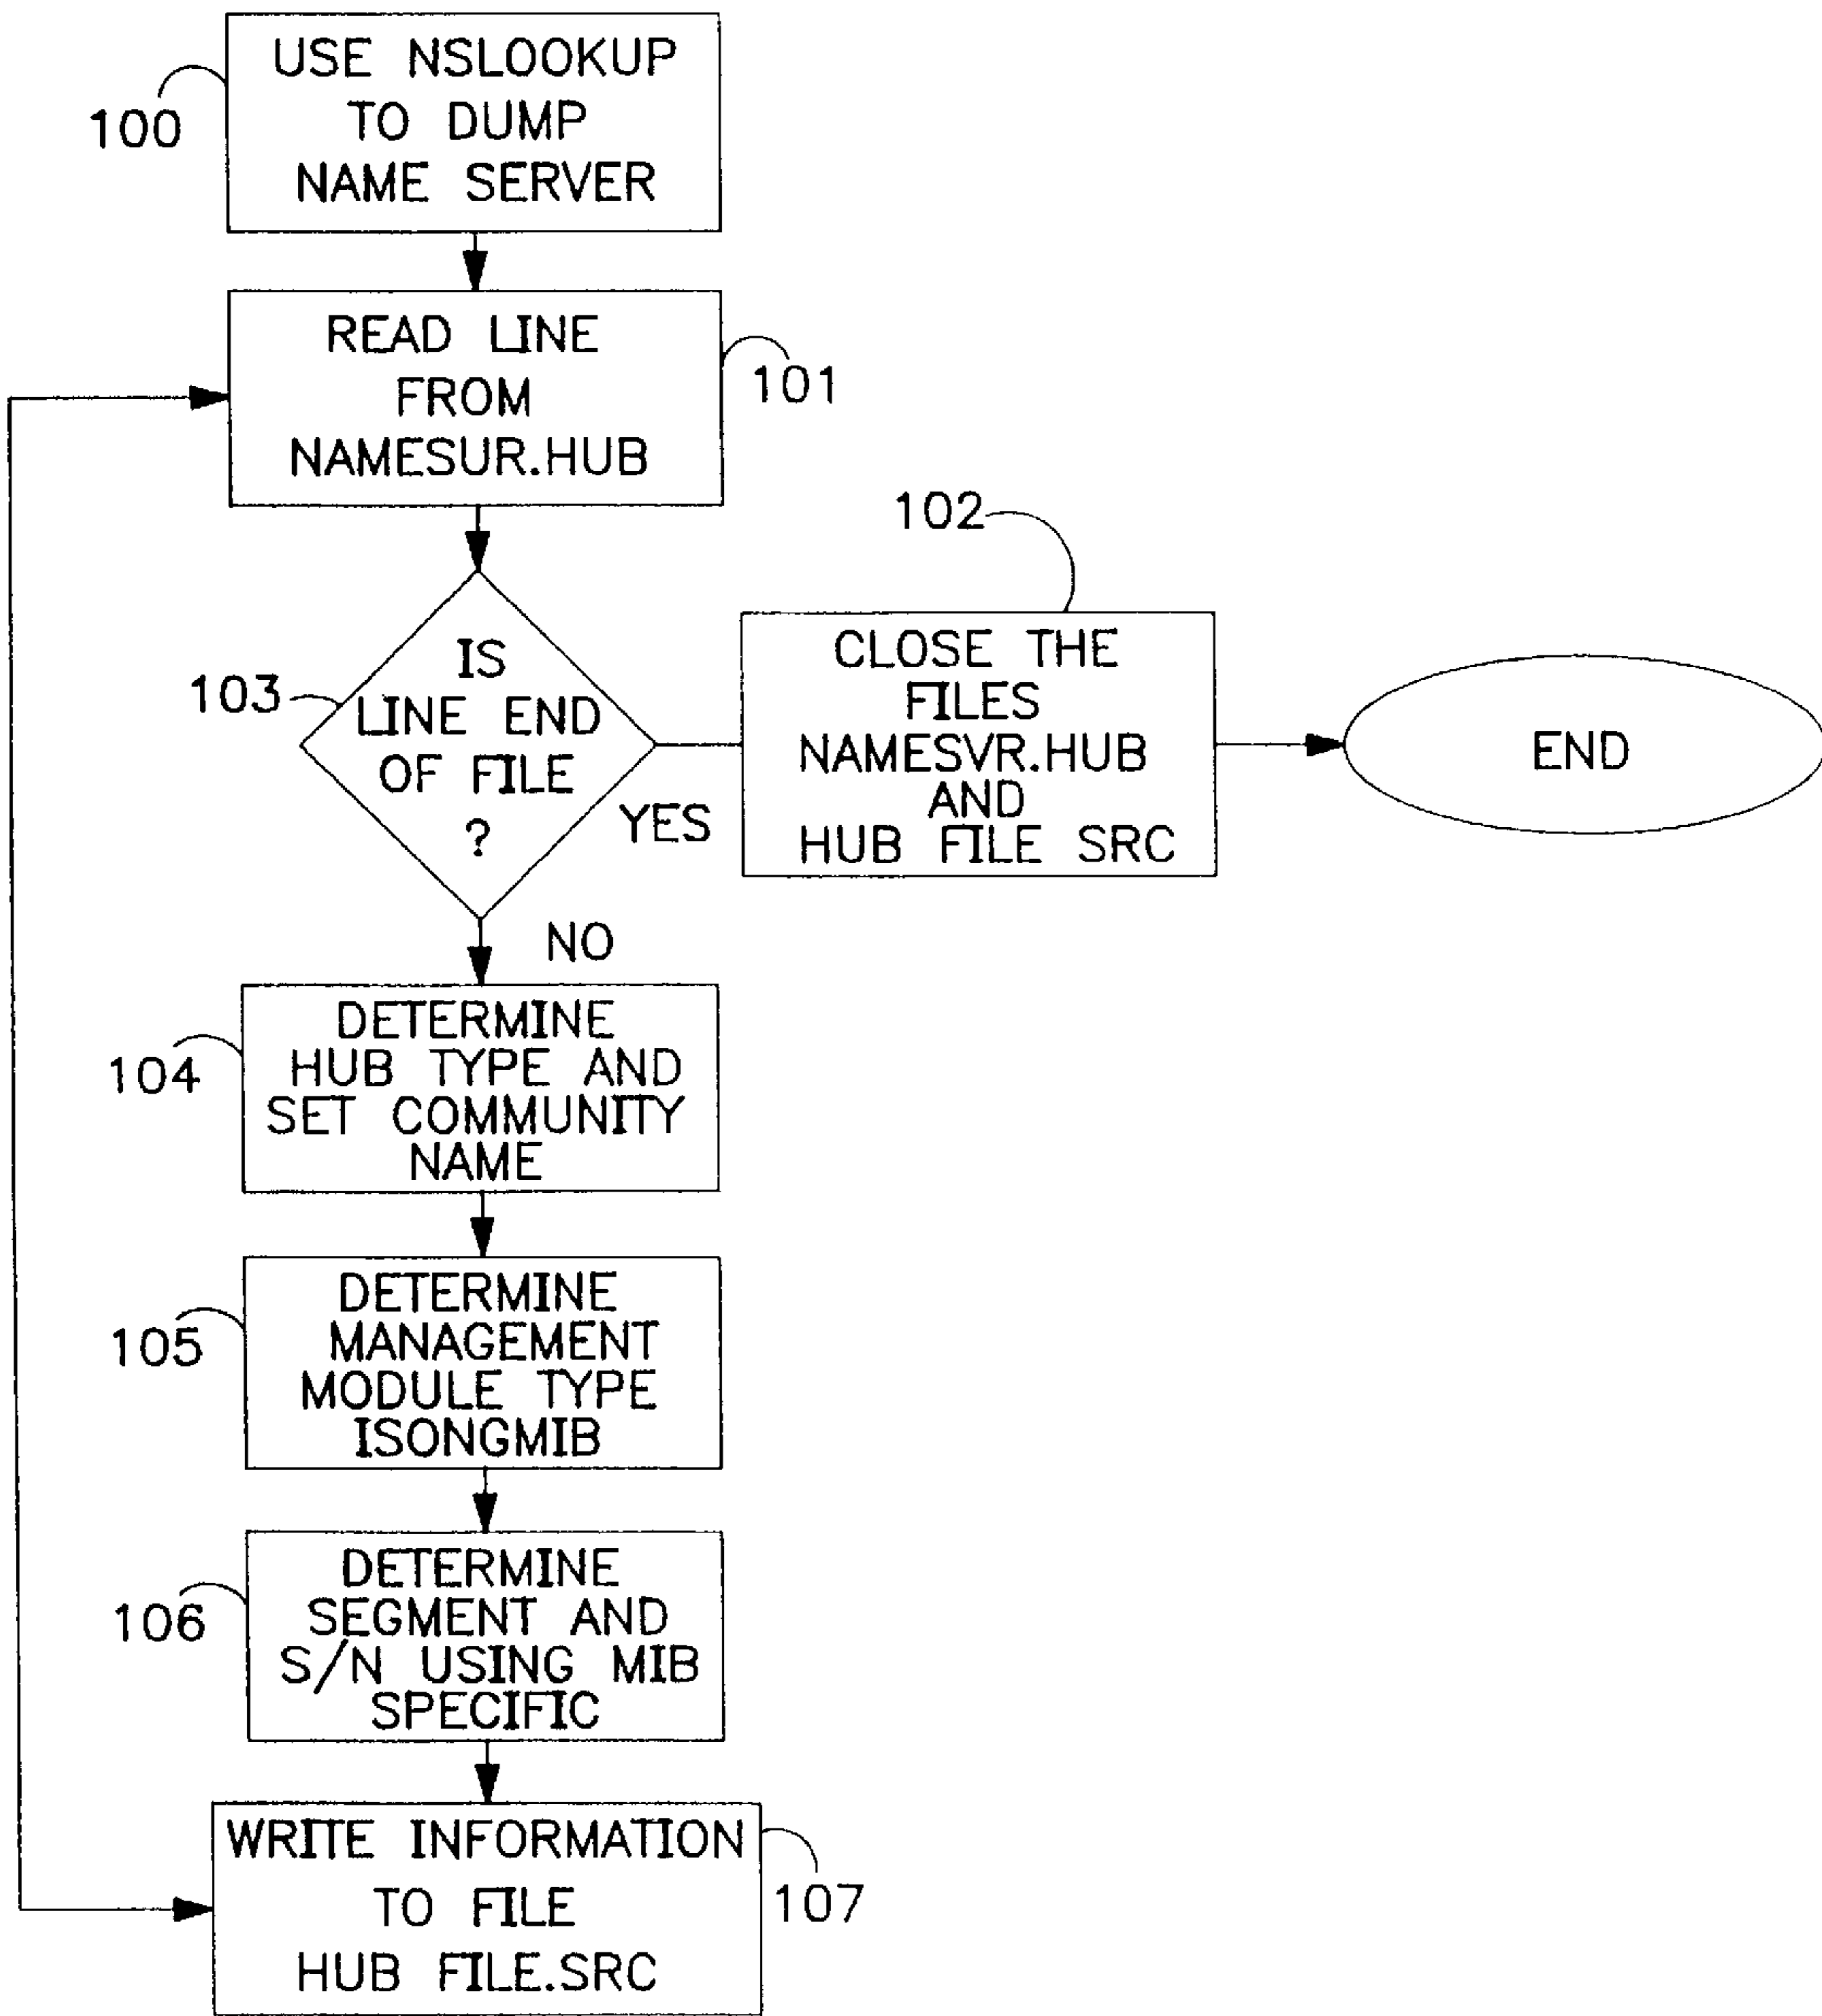 USE NSLOOKUP
TO DUMP
NAME SERVER
100
READ LINE
FROM
NAMESUR.HUB
101
102
IS
LINE END
OF FILE
?
103
YES
CLOSE THE
FILES
NAMESVR.HUB
AND
HUB FILE SRC
END
NO
DETERMINE
HUB TYPE AND
SET COMMUNITY
NAME
104
DETERMINE
MANAGEMENT
MODULE TYPE
ISONGMIB
105
DETERMINE
SEGMENT AND
S/N USING MIB
SPECIFIC
106
WRITE INFORMATION
TO FILE
HUB FILE.SRC
107